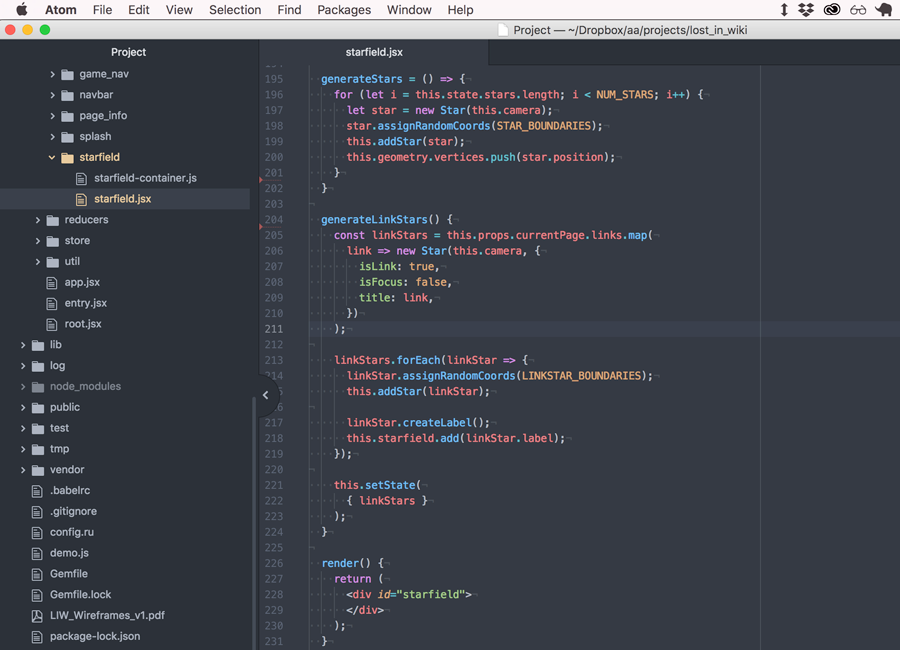 Atom File Edit View Selection Find Packages Window Help
Project — ~/Dropbox/aa/projects/lost_in_wiki
Project
game_nav
navbar
page_info
splash
starfield
starfield-container.js
starfield.jsx
reducers
store
util
app.jsx
entry.jsx
root.jsx
lib
log
node_modules
public
test
tmp
vendor
.babelrc
.gitignore
config.ru
demo.js
Gemfile
Gemfile.lock
LIW_Wireframes_v1.pdf
package-lock.json
starfield.jsx
195 generateStars = () => {
196 for (let i = this.state.stars.length; i < NUM_STARS; i++) {
197 let star = new Star(this.camera);
198 star.assignRandomCoords(STAR_BOUNDARIES);
199 this.addStar(star);
200 this.geometry.vertices.push(star.position);
201 }
202 }
203
204 generateLinkStars() {
205 const linkStars = this.props.currentPage.links.map(
206 link => new Star(this.camera, {
207 isLink: true,
208 isFocus: false,
209 title: link,
210 })
211 );
212
213 linkStars.forEach(linkStar => {
214 linkStar.assignRandomCoords(LINKSTAR_BOUNDARIES);
this.addStar(linkStar);
217 linkStar.createLabel();
218 this.starfield.add(linkStar.label);
219 });
220
221 this.setState(
222 { linkStars }
223 );
224 }
225
226 render() {
227 return (
228 <div id="starfield">
229 </div>
230 );
231 }